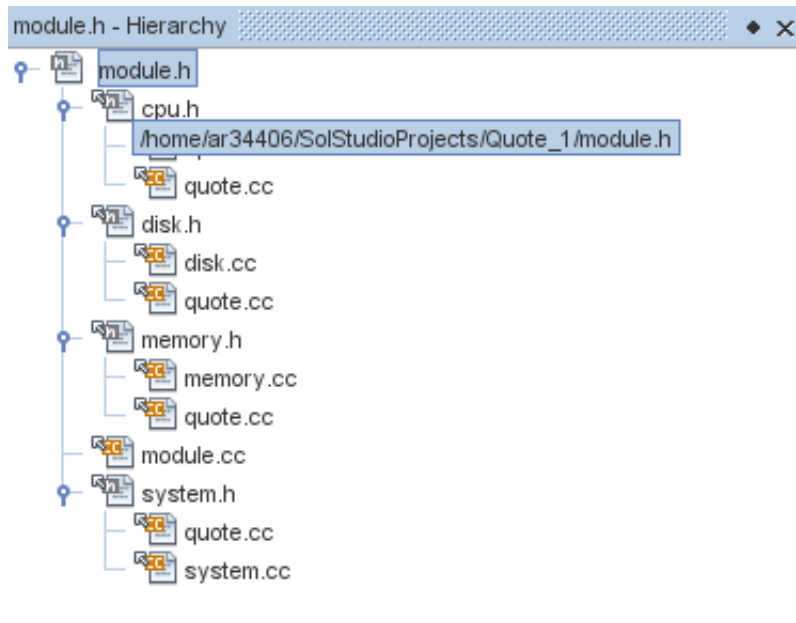 module.h - Hierarchy
module.h
cpu.h
/home/ar34406/SolStudioProjects/Quote_1/module.h
quote.cc
disk.h
disk.cc
quote.cc
memory.h
memory.cc
quote.cc
module.cc
system.h
quote.cc
system.cc